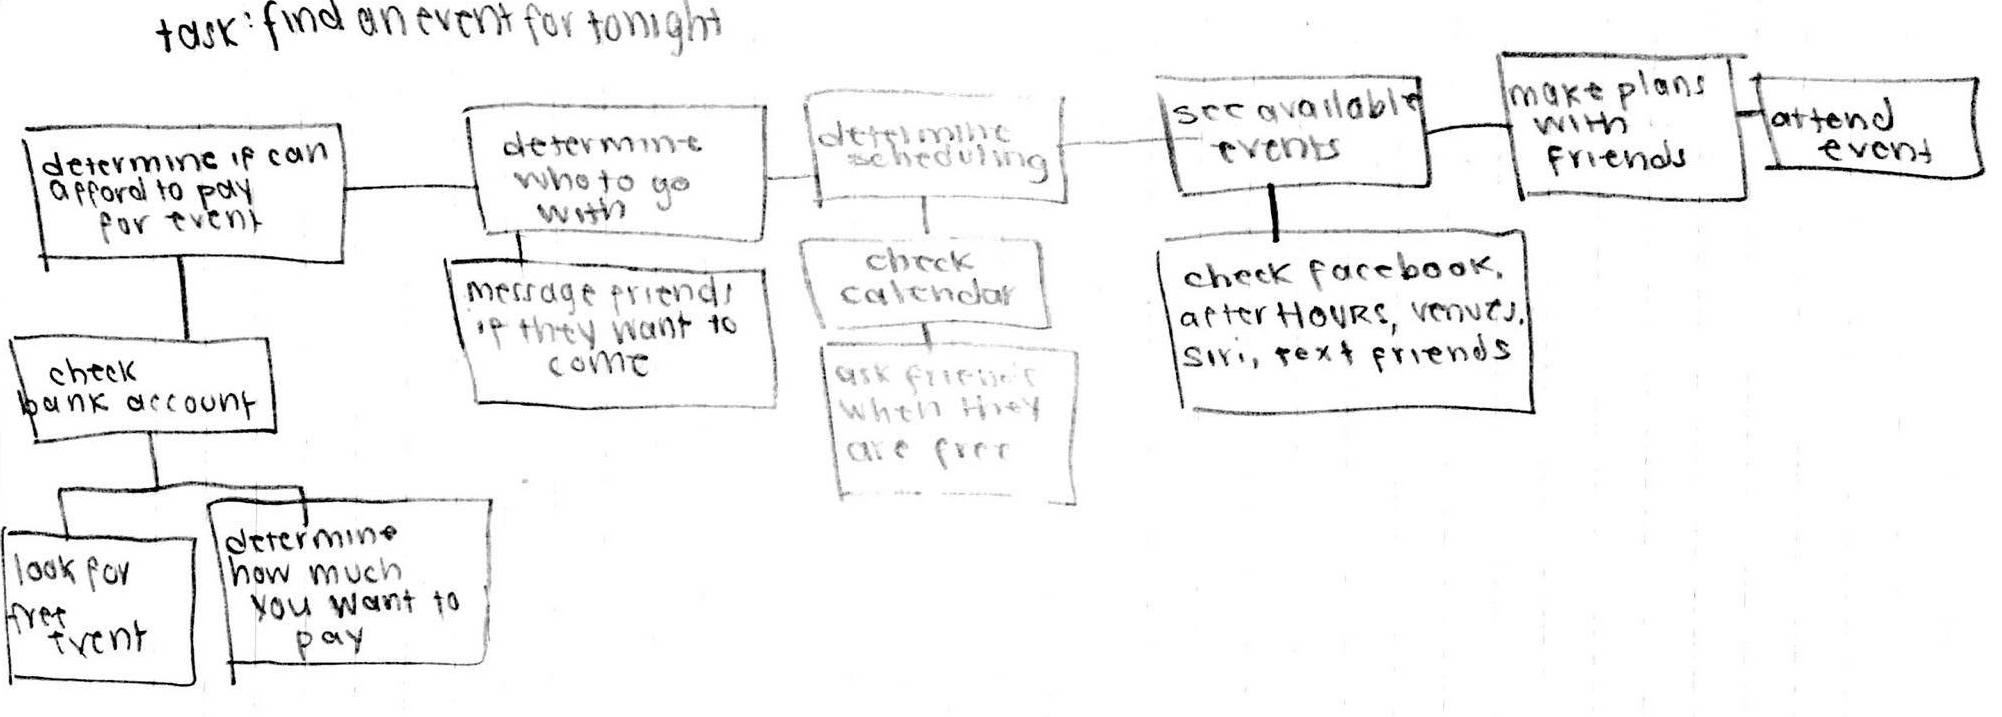 task: find an event for tonight
determine if can
afford to pay
for event
determine
who to go
with
determine
scheduling
see available
events
make plans
with
friends
attend
event
check
bank account
message friends
if they want to
come
check
calendar
ask friends
when they
are free
check facebook,
after HOURS, venues,
siri, text friends
look for
free
event
determine
how much
you want to
pay